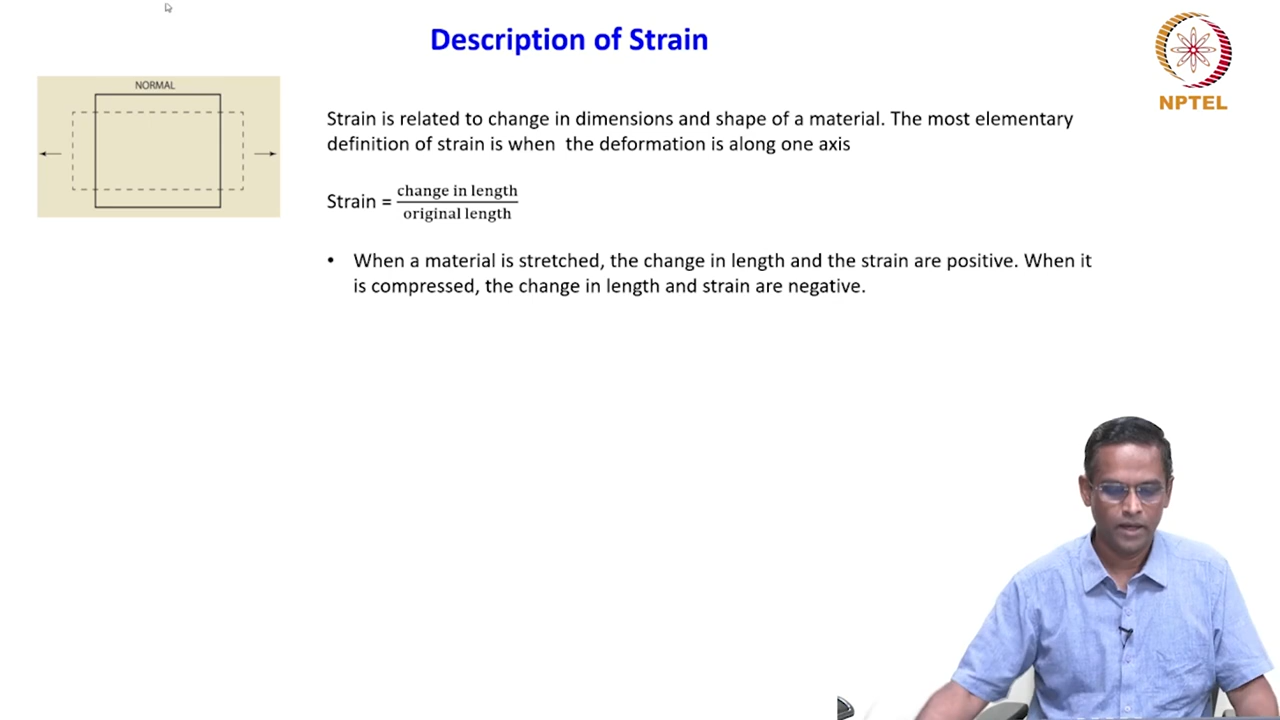 Description of Strain
NPTEL
NORMAL
Strain is related to change in dimensions and shape of a material. The most elementary
definition of strain is when the deformation is along one axis
Strain = change in length
original length
• When a material is stretched, the change in length and the strain are positive. When it
is compressed, the change in length and strain are negative.